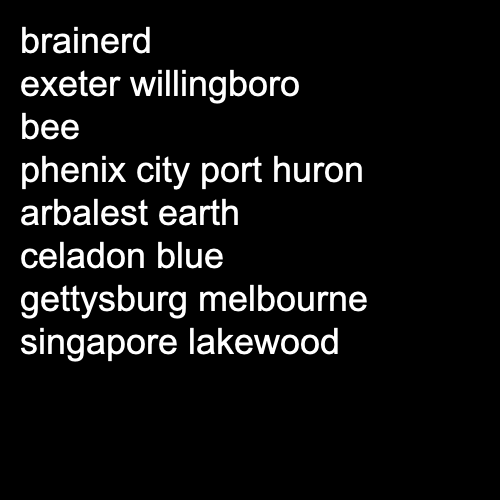 brainerd
exeter willingboro
bee
phenix city port huron
arbalest earth
celadon blue
gettysburg melbourne
singapore lakewood